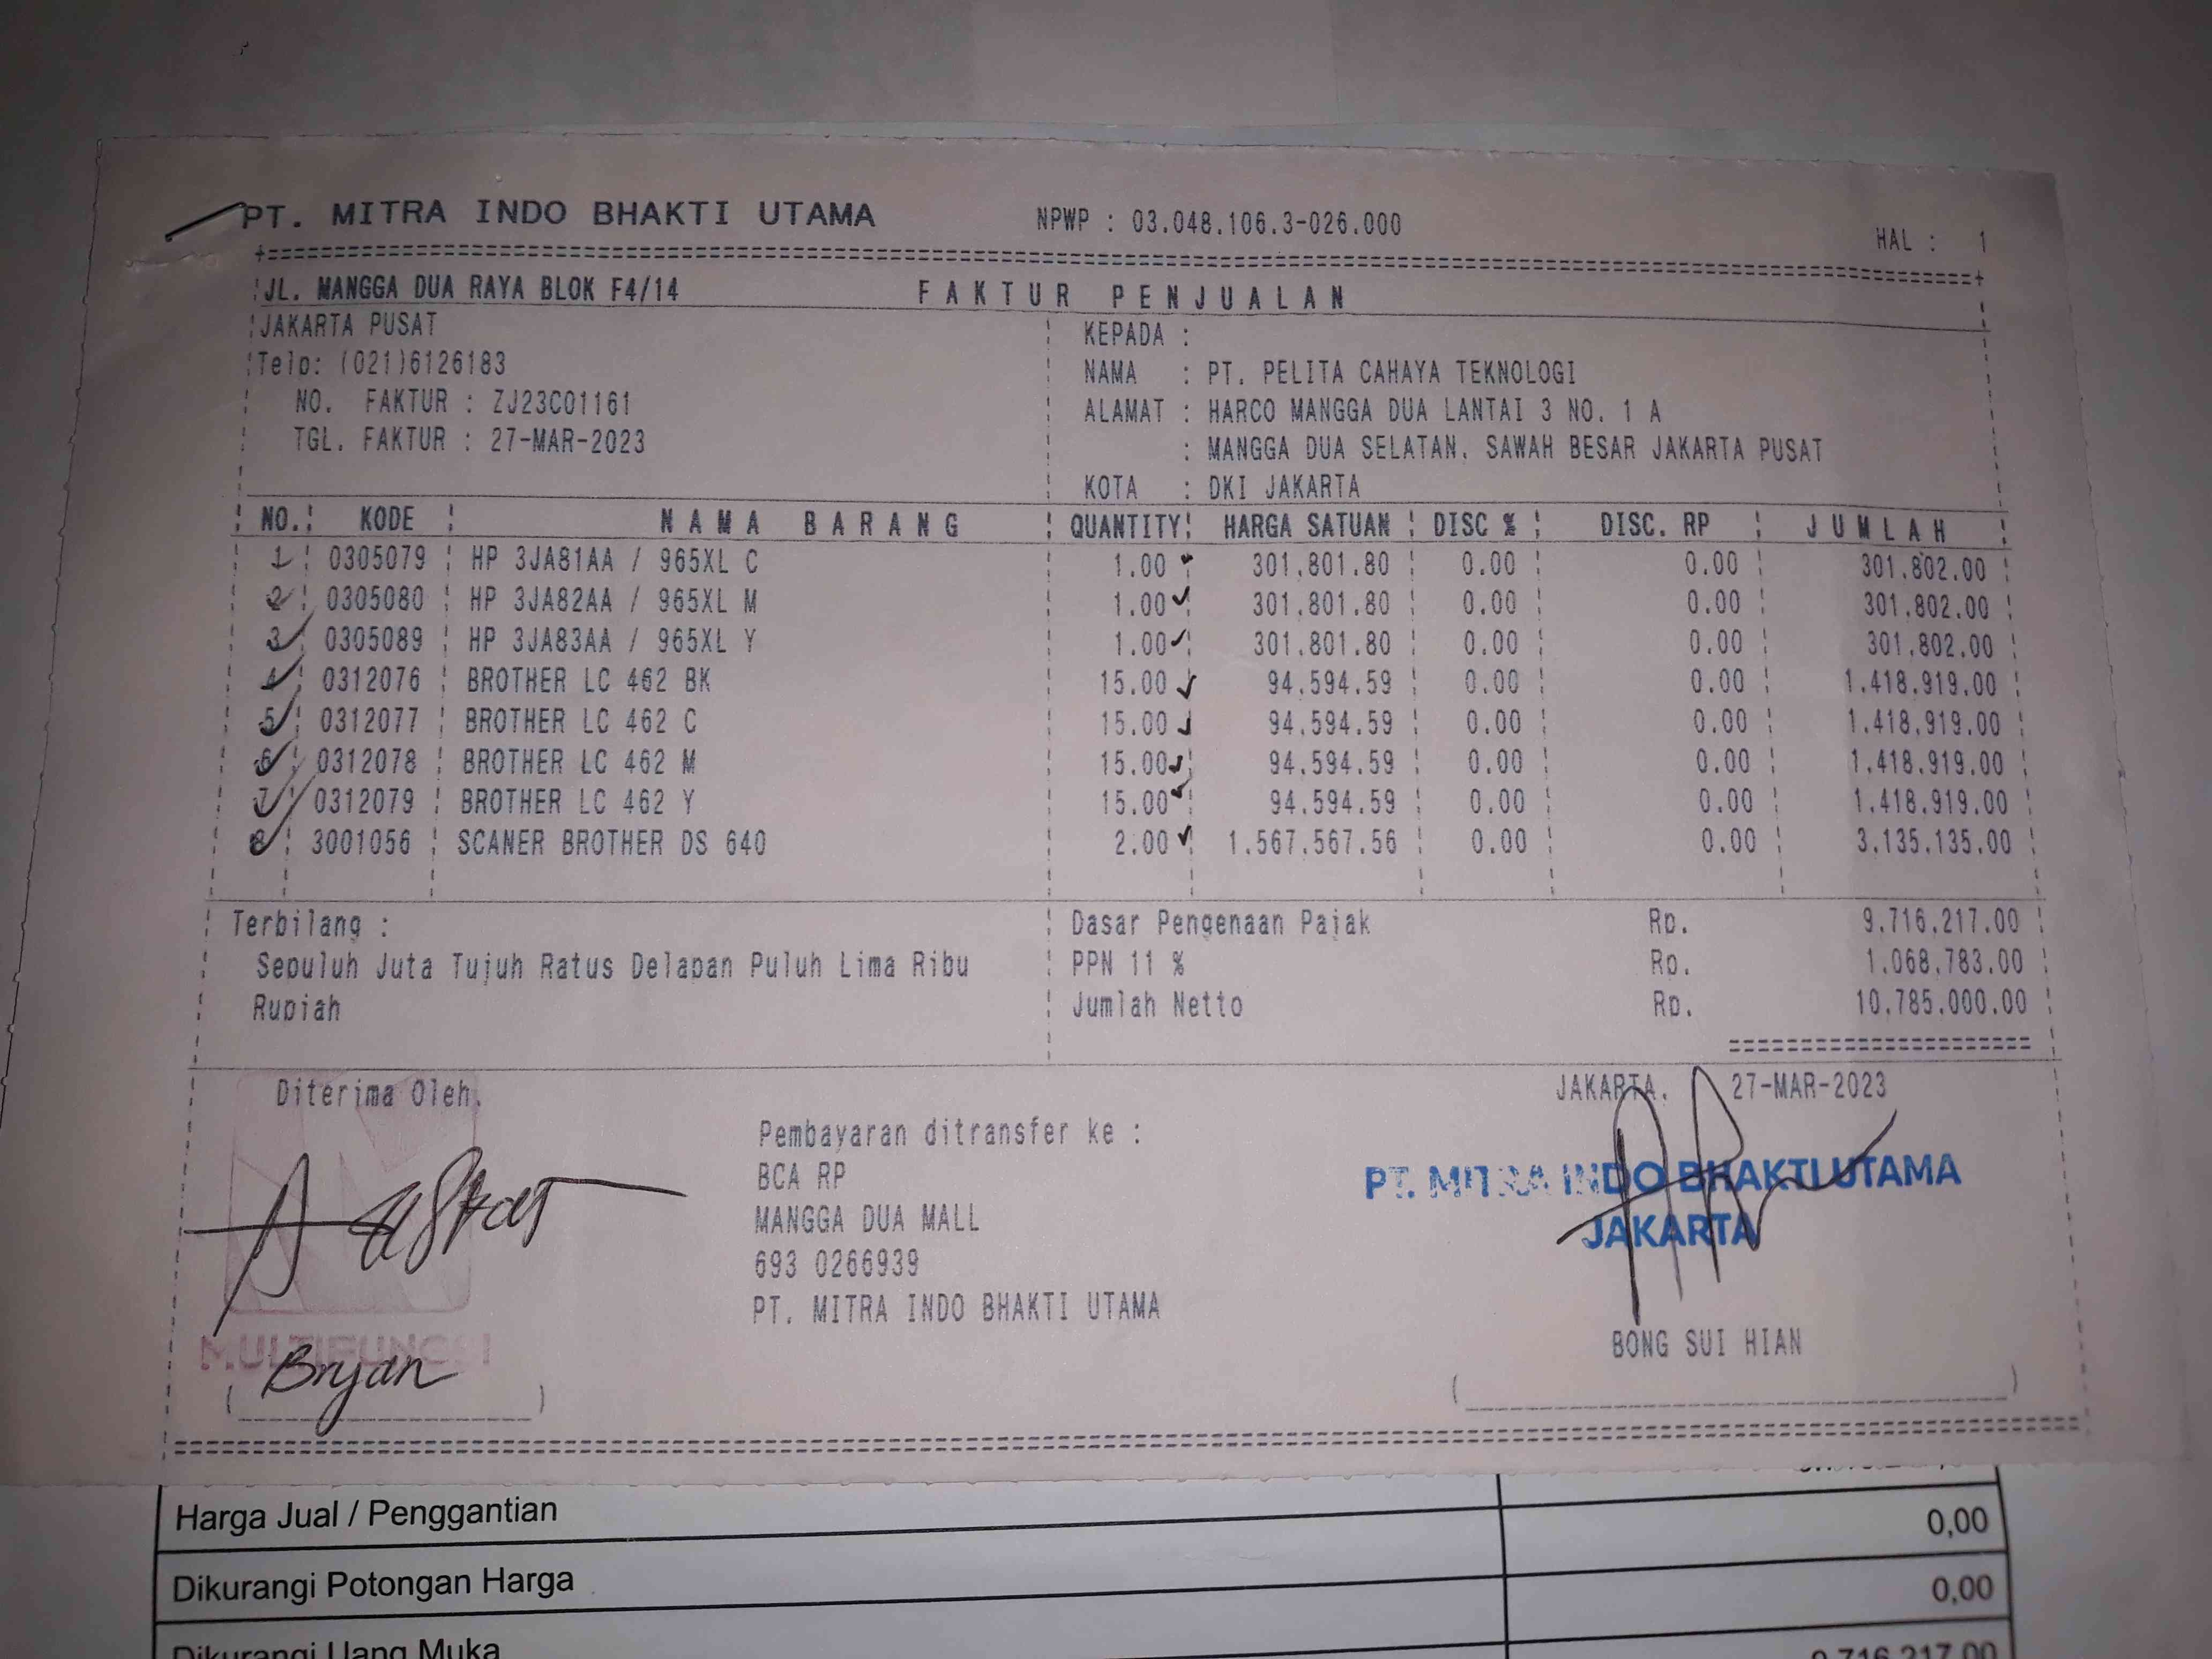 PT. MITRA INDO BHAKTI UTAMA NPWP : 03.048.106.3-026.000 HAL : 1
JL. MANGGA DUA RAYA BLOK F4/14 FAKTUR PENJUALAN
JAKARTA PUSAT KEPADA :
Telp: (021)6126183 NAMA : PT. PELITA CAHAYA TEKNOLOGI
NO. FAKTUR : ZJ23C01161 ALAMAT : HARCO MANGGA DUA LANTAI 3 NO. 1 A
TGL. FAKTUR : 27-MAR-2023 : MANGGA DUA SELATAN, SAWAH BESAR JAKARTA PUSAT
KOTA : DKI JAKARTA
NO. KODE NAMA BARANG QUANTITY HARGA SATUAN DISC % DISC. RP JUMLAH
1 0305079 HP 3JA81AA / 965XL C 1.00 301,801.80 0.00 0.00 301,802.00
2 0305080 HP 3JA82AA / 965XL M 1.00 301,801.80 0.00 0.00 301,802.00
3 0305089 HP 3JA83AA / 965XL Y 1.00 301,801.80 0.00 0.00 301,802.00
4 0312076 BROTHER LC 462 BK 15.00 94,594.59 0.00 0.00 1,418,919.00
5 0312077 BROTHER LC 462 C 15.00 94,594.59 0.00 0.00 1,418,919.00
6 0312078 BROTHER LC 462 M 15.00 94,594.59 0.00 0.00 1,418,919.00
7 0312079 BROTHER LC 462 Y 15.00 94,594.59 0.00 0.00 1,418,919.00
8 3001056 SCANER BROTHER DS 640 2.00 1,567,567.56 0.00 0.00 3,135,135.00
Terbilang : Dasar Pengenaan Pajak Rp. 9,716,217.00
Sepuluh Juta Tujuh Ratus Delapan Puluh Lima Ribu PPN 11 % Rp. 1,068,783.00
Rupiah Jumlah Netto Rp. 10,785,000.00
Diterima Oleh, JAKARTA, 27-MAR-2023
Pembayaran ditransfer ke :
BCA RP
MANGGA DUA MALL
693 0266939
PT. MITRA INDO BHAKTI UTAMA
PT. MITRA INDO BHAKTI UTAMA
JAKARTA
BONG SUI HIAN
MULTIFUNGSI
Bryan
Harga Jual / Penggantian 0,00
Dikurangi Potongan Harga 0,00
Dikurangi Uang Muka 9.716.217,00